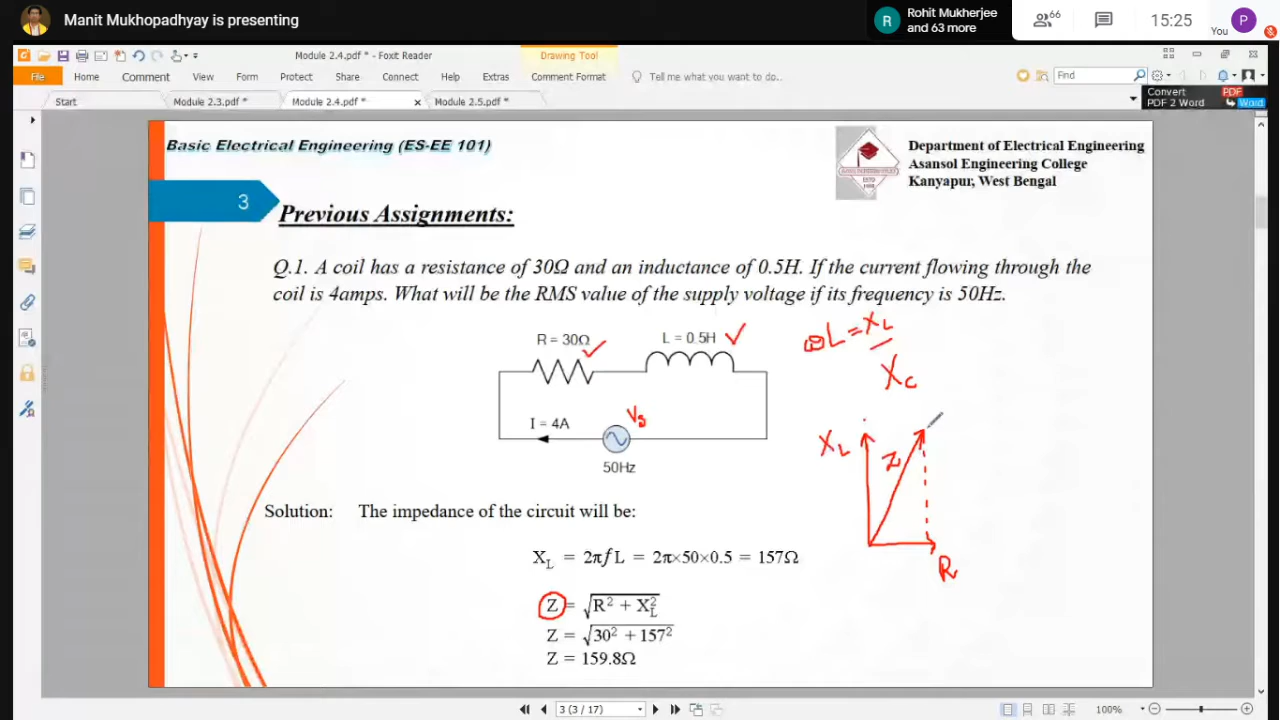 Manit Mukhopadhyay is presenting
R
Rohit Mukherjee
and 63 more
66
15:25
You
P
Module 2.4.pdf * - Foxit Reader
Drawing Tool
File Home Comment View Form Protect Share Connect Help Extras Comment Format Tell me what you want to do..
Find
Start
Module 2.3.pdf *
Module 2.4.pdf *
Module 2.5.pdf *
Convert PDF
PDF 2 Word Word
Basic Electrical Engineering (ES-EE 101)
Department of Electrical Engineering
Asansol Engineering College
Kanyapur, West Bengal
3
Previous Assignments:
Q.1. A coil has a resistance of 30Ω and an inductance of 0.5H. If the current flowing through the
coil is 4amps. What will be the RMS value of the supply voltage if its frequency is 50Hz.
R = 30Ω
L = 0.5H
I = 4A
Vs
50Hz
ωL = XL
XC
XL
Z
R
Solution: The impedance of the circuit will be:
XL = 2πfL = 2π×50×0.5 = 157Ω
Z = √R² + XL²
Z = √30² + 157²
Z = 159.8Ω
3 (3 / 17)
100%